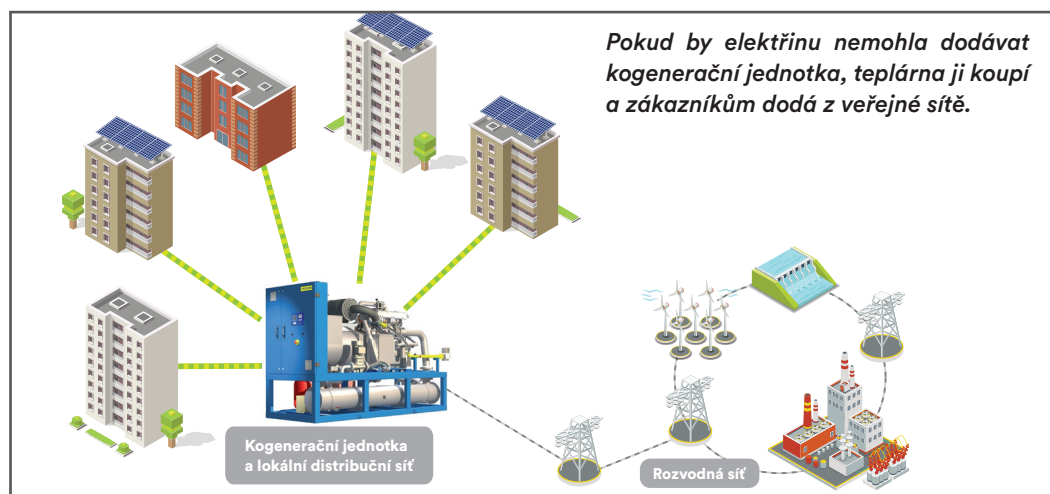 Pokud by elektřinu nemohla dodávat
kogenerační jednotka, teplárna ji koupí
a zákazníkům dodá z veřejné sítě.
Kogenerační jednotka
a lokální distribuční síť
Rozvodná síť